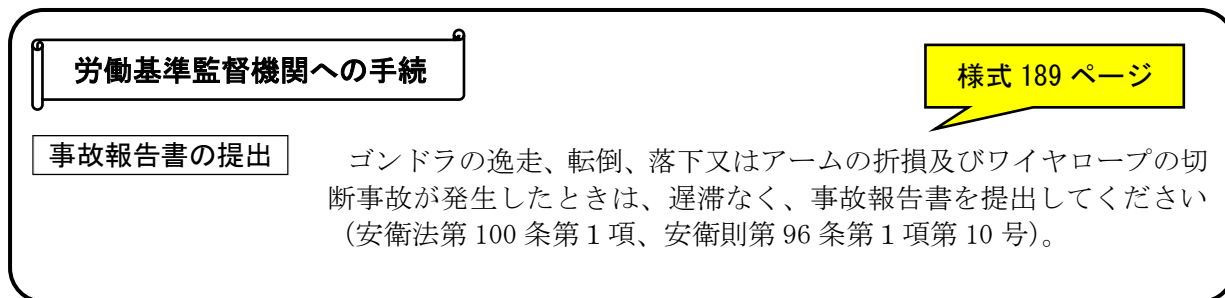 労働基準監督機関への手続
様式 189 ページ
事故報告書の提出
ゴンドラの逸走、転倒、落下又はアームの折損及びワイヤロープの切
断事故が発生したときは、遅滞なく、事故報告書を提出してください
（安衛法第 100 条第１項、安衛則第 96 条第１項第 10 号）。